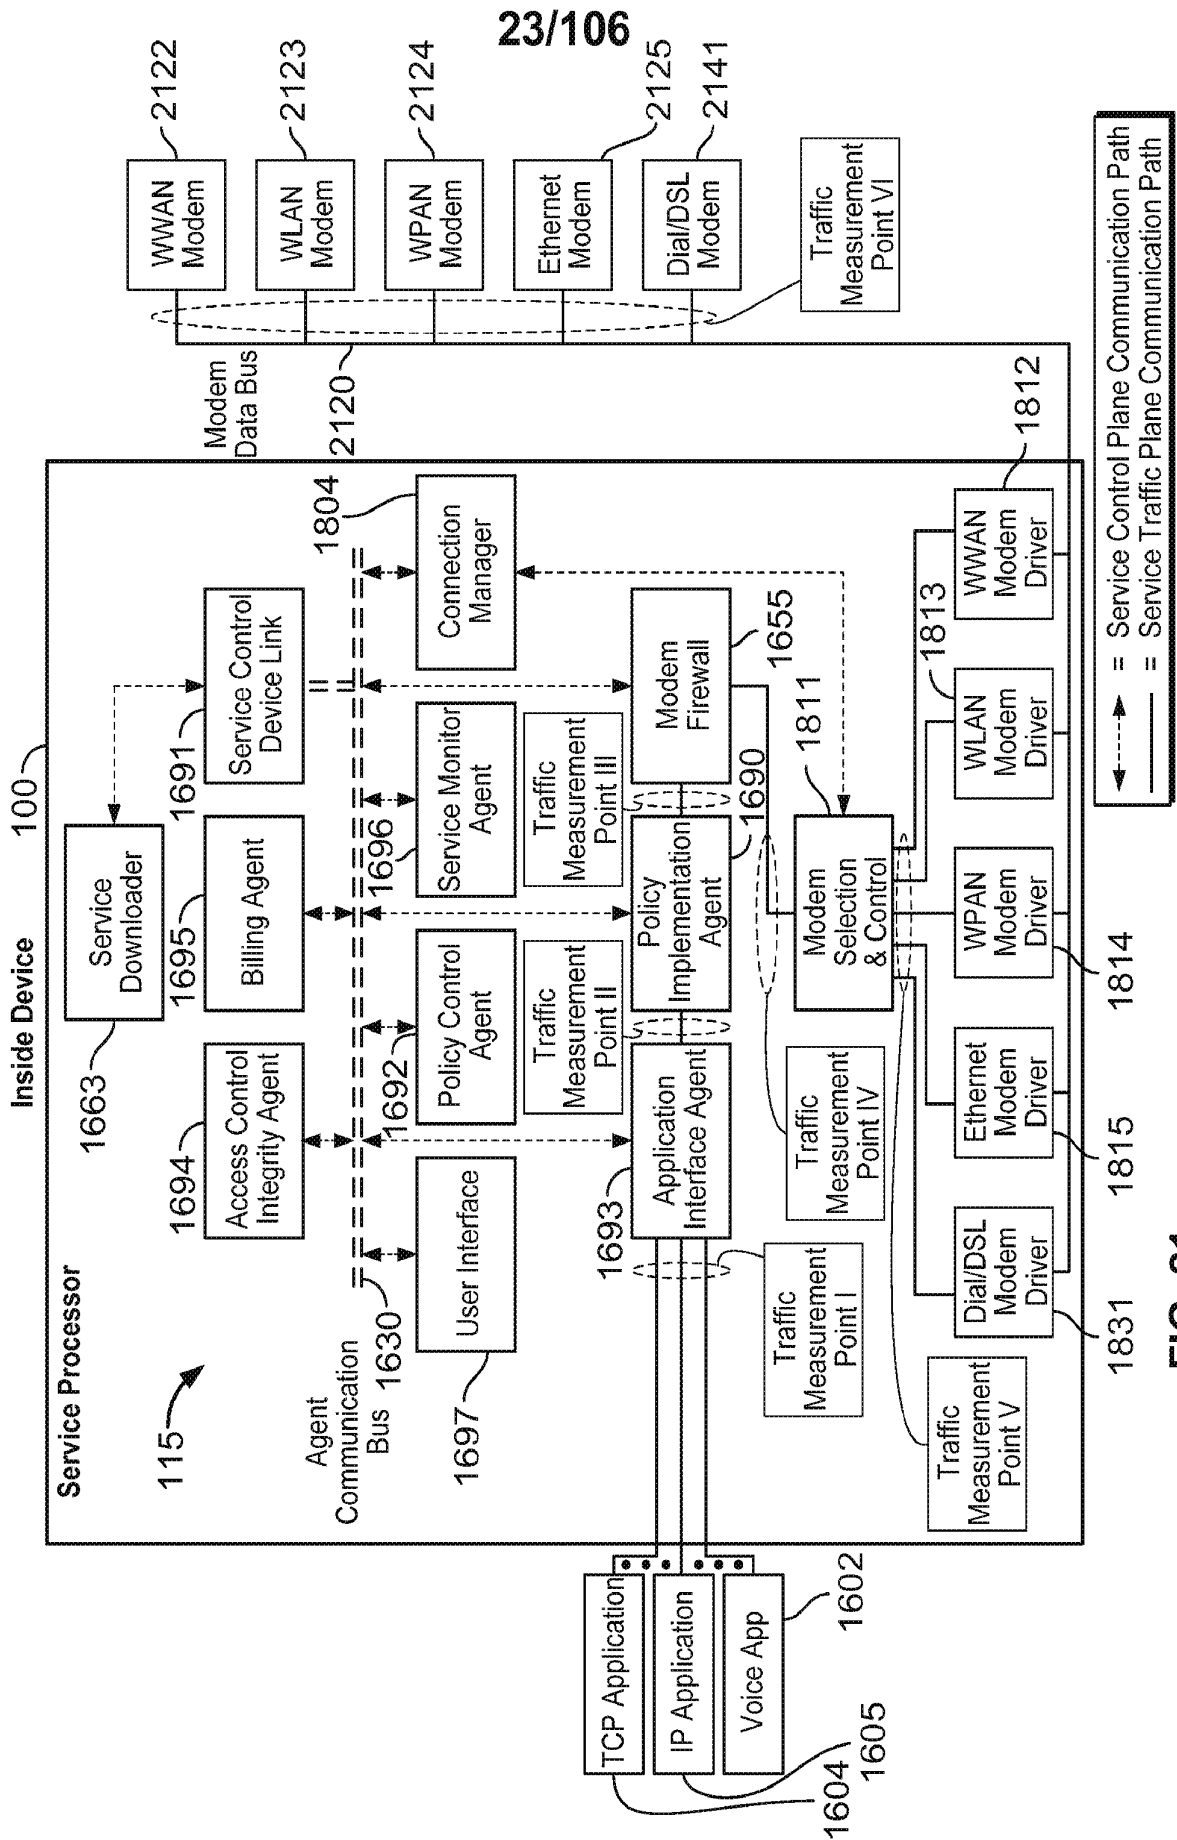 23/106
Inside Device
100
Service Processor
115
Service
Downloader
1663
Access Control
Integrity Agent
1694
Billing Agent
1695
Service Control
Device Link
1691
Agent
Communication
Bus
1630
User Interface
1697
Policy Control
Agent
1692
Service Monitor
Agent
1696
Connection
Manager
1804
Traffic
Measurement
Point II
Traffic
Measurement
Point III
Application
Interface Agent
1693
Policy
Implementation
Agent
1690
Modem
Firewall
1655
TCP Application
1604
IP Application
1605
Voice App
1602
Traffic
Measurement
Point I
Traffic
Measurement
Point IV
Modem
Selection
& Control
1811
Traffic
Measurement
Point V
Dial/DSL
Modem
Driver
1831
Ethernet
Modem
Driver
1815
WPAN
Modem
Driver
1814
WLAN
Modem
Driver
1813
WWAN
Modem
Driver
1812
Modem
Data Bus
2120
WWAN
Modem
2122
WLAN
Modem
2123
WPAN
Modem
2124
Ethernet
Modem
2125
Dial/DSL
Modem
2141
Traffic
Measurement
Point VI
= Service Control Plane Communication Path
= Service Traffic Plane Communication Path